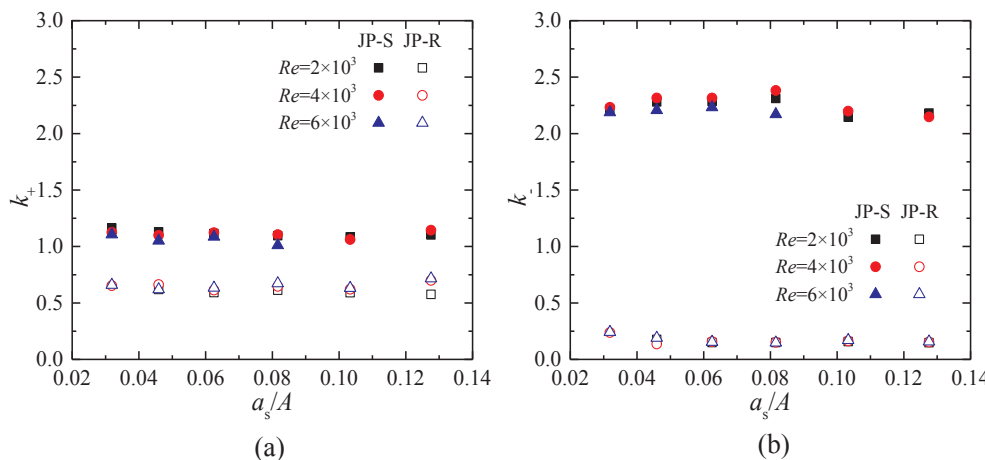 3.0
2.5
2.0
1.5
1.0
0.5
0.0
k+
JP-S JP-R
Re=2×10³
Re=4×10³
Re=6×10³
0.02 0.04 0.06 0.08 0.10 0.12 0.14
as/A
(a)
3.0
2.5
2.0
1.5
1.0
0.5
0.0
k-
JP-S JP-R
Re=2×10³
Re=4×10³
Re=6×10³
0.02 0.04 0.06 0.08 0.10 0.12 0.14
as/A
(b)